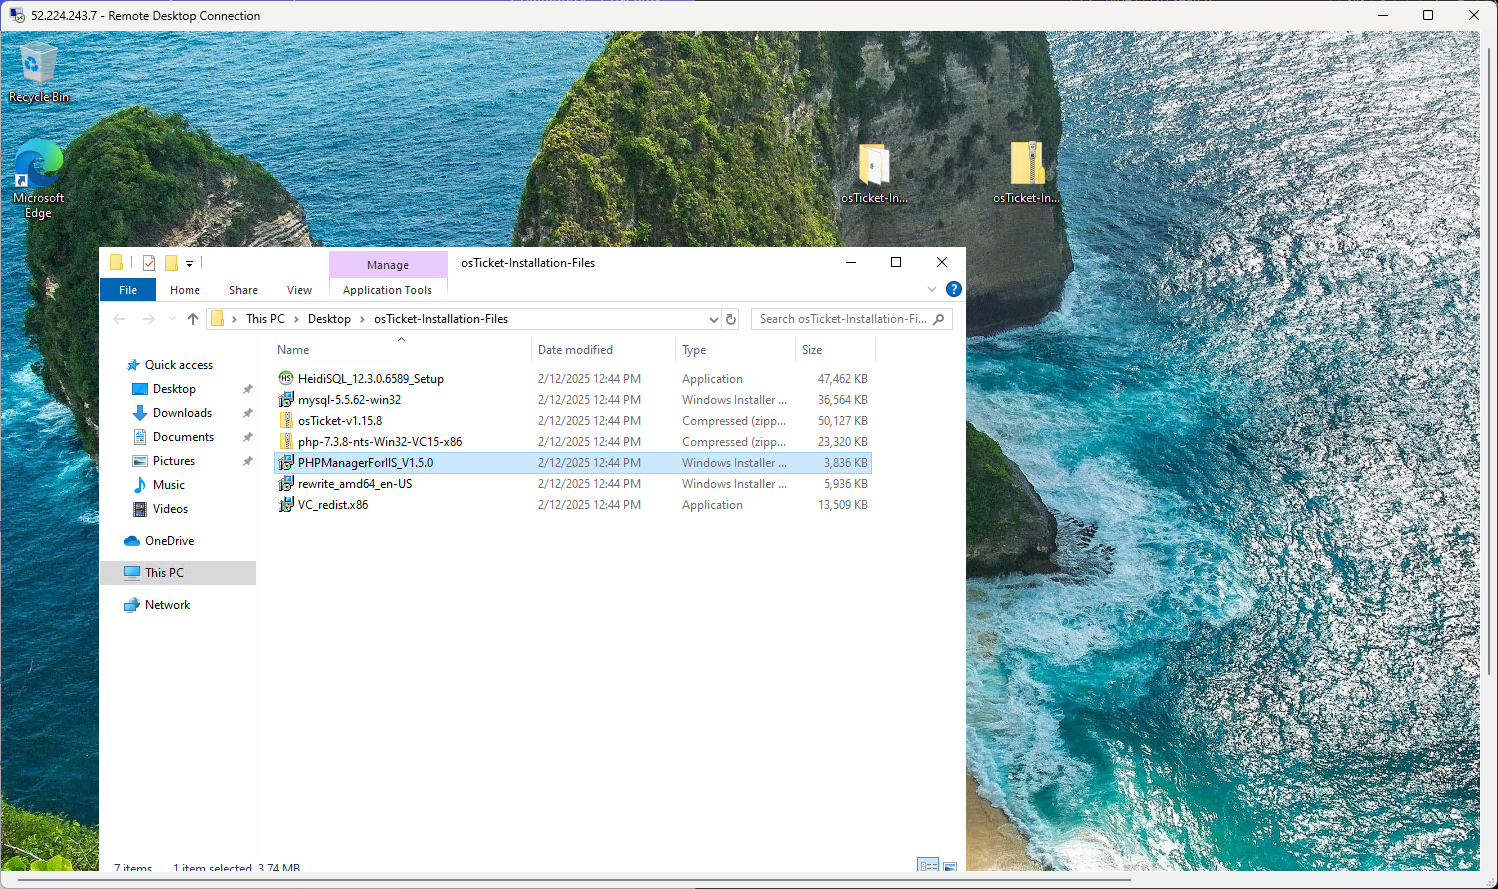 52.224.243.7 - Remote Desktop Connection
Recycle Bin
Microsoft
Edge
osTicket-In...
osTicket-In...
Manage
osTicket-Installation-Files
File
Home
Share
View
Application Tools
This PC
Desktop
osTicket-Installation-Files
Search osTicket-Installation-Fi...
Name
Date modified
Type
Size
Quick access
Desktop
Downloads
Documents
Pictures
Music
Videos
OneDrive
This PC
Network
HeidiSQL_12.3.0.6589_Setup 2/12/2025 12:44 PM Application 47,462 KB
mysql-5.5.62-win32 2/12/2025 12:44 PM Windows Installer ... 36,564 KB
osTicket-v1.15.8 2/12/2025 12:44 PM Compressed (zipp... 50,127 KB
php-7.3.8-nts-Win32-VC15-x86 2/12/2025 12:44 PM Compressed (zipp... 23,320 KB
PHPManagerForIIS_V1.5.0 2/12/2025 12:44 PM Windows Installer ... 3,836 KB
rewrite_amd64_en-US 2/12/2025 12:44 PM Windows Installer ... 5,936 KB
VC_redist.x86 2/12/2025 12:44 PM Application 13,509 KB
7 items
1 item selected 3.74 MB